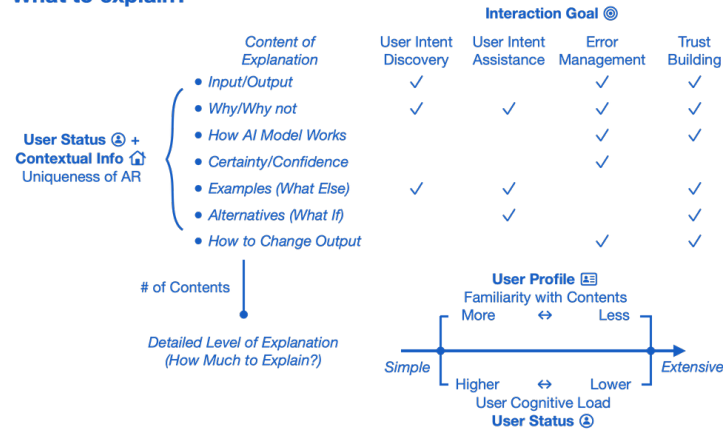 What to explain?
Interaction Goal
Content of
Explanation
User Intent
Discovery
User Intent
Assistance
Error
Management
Trust
Building
Input/Output
Why/Why not
How AI Model Works
Certainty/Confidence
Examples (What Else)
Alternatives (What If)
How to Change Output
User Status +
Contextual Info
Uniqueness of AR
# of Contents
Detailed Level of Explanation
(How Much to Explain?)
User Profile
Familiarity with Contents
More ↔ Less
Simple
Extensive
Higher ↔ Lower
User Cognitive Load
User Status